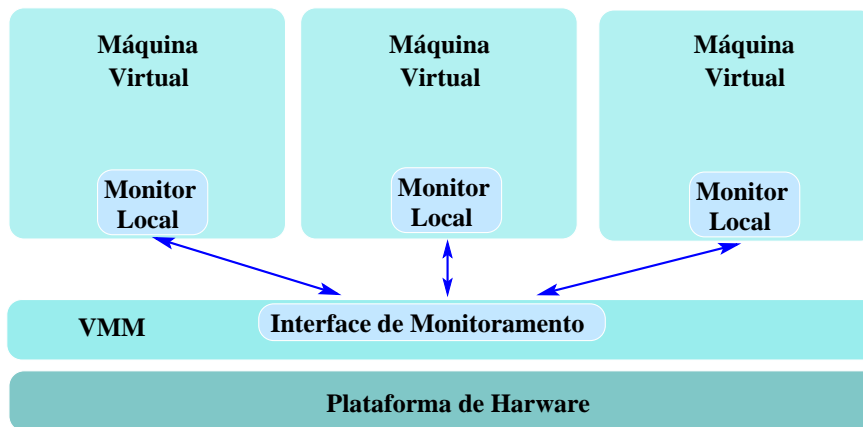 Máquina
Virtual
Máquina
Virtual
Máquina
Virtual
Monitor
Local
Monitor
Local
Monitor
Local
VMM
Interface de Monitoramento
Plataforma de Harware